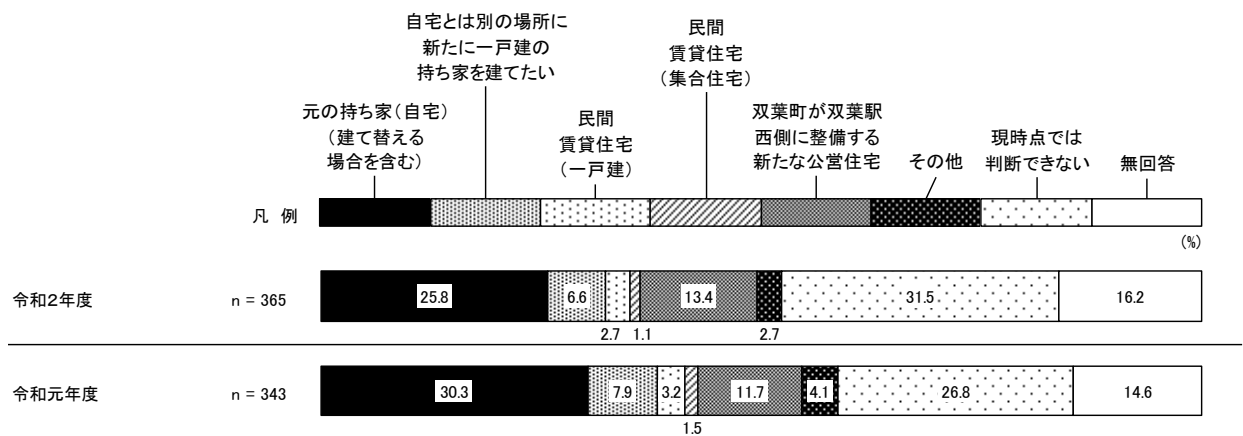 自宅とは別の場所に
新たに一戸建の
持ち家を建てたい
民間
賃貸住宅
(集合住宅)
元の持ち家(自宅)
(建て替える
場合を含む)
民間
賃貸住宅
(一戸建)
双葉町が双葉駅
西側に整備する
新たな公営住宅
その他
現時点では
判断できない
無回答
凡 例
(%)
令和2年度 n = 365 25.8 6.6 13.4 31.5 16.2
2.7 1.1 2.7
令和元年度 n = 343 30.3 7.9 3.2 11.7 4.1 26.8 14.6
1.5